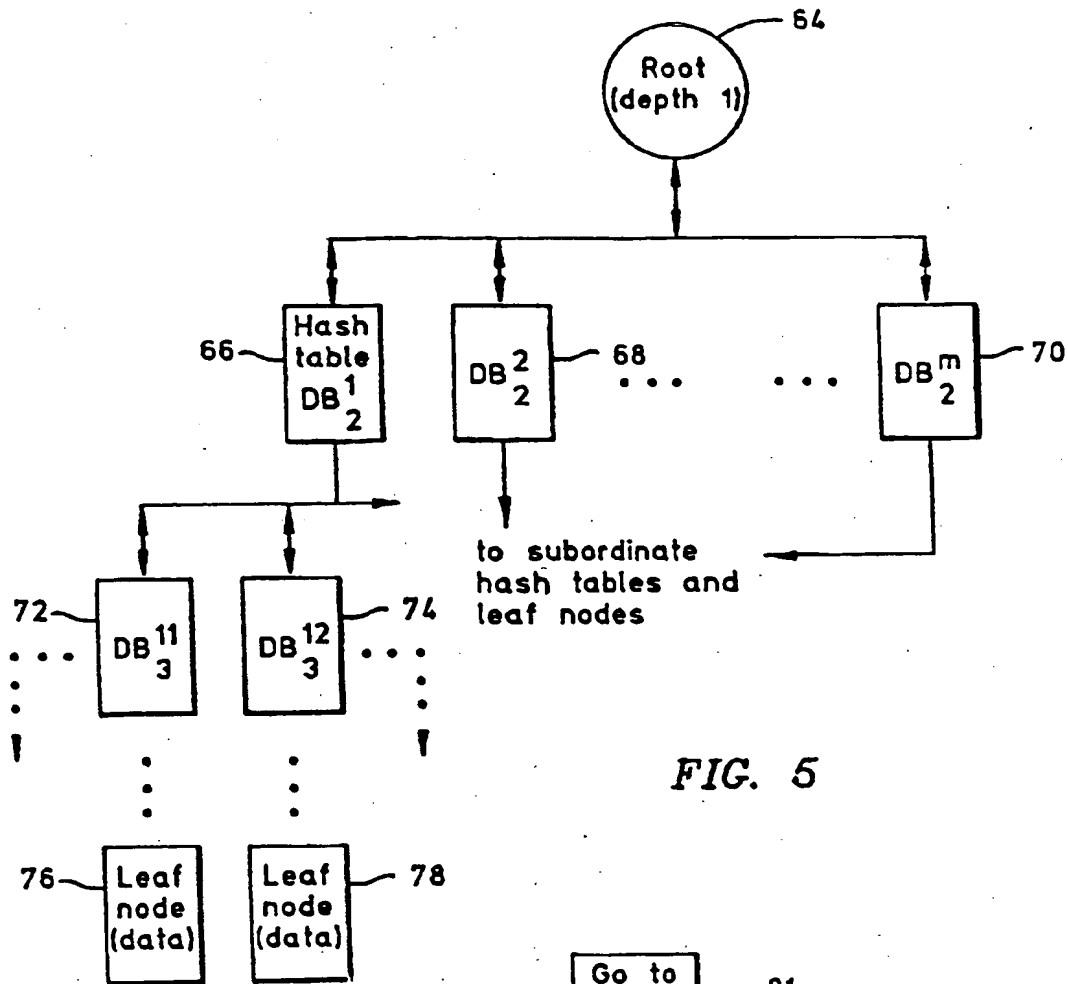 64
Root
(depth 1)
Hash
table
DB 1 2
66
DB 2 2
68
DB m 2
70
to subordinate
hash tables and
leaf nodes
72
DB 11 3
DB 12 3
74
FIG. 5
76
Leaf
node
(data)
Leaf
node
(data)
78
Go to